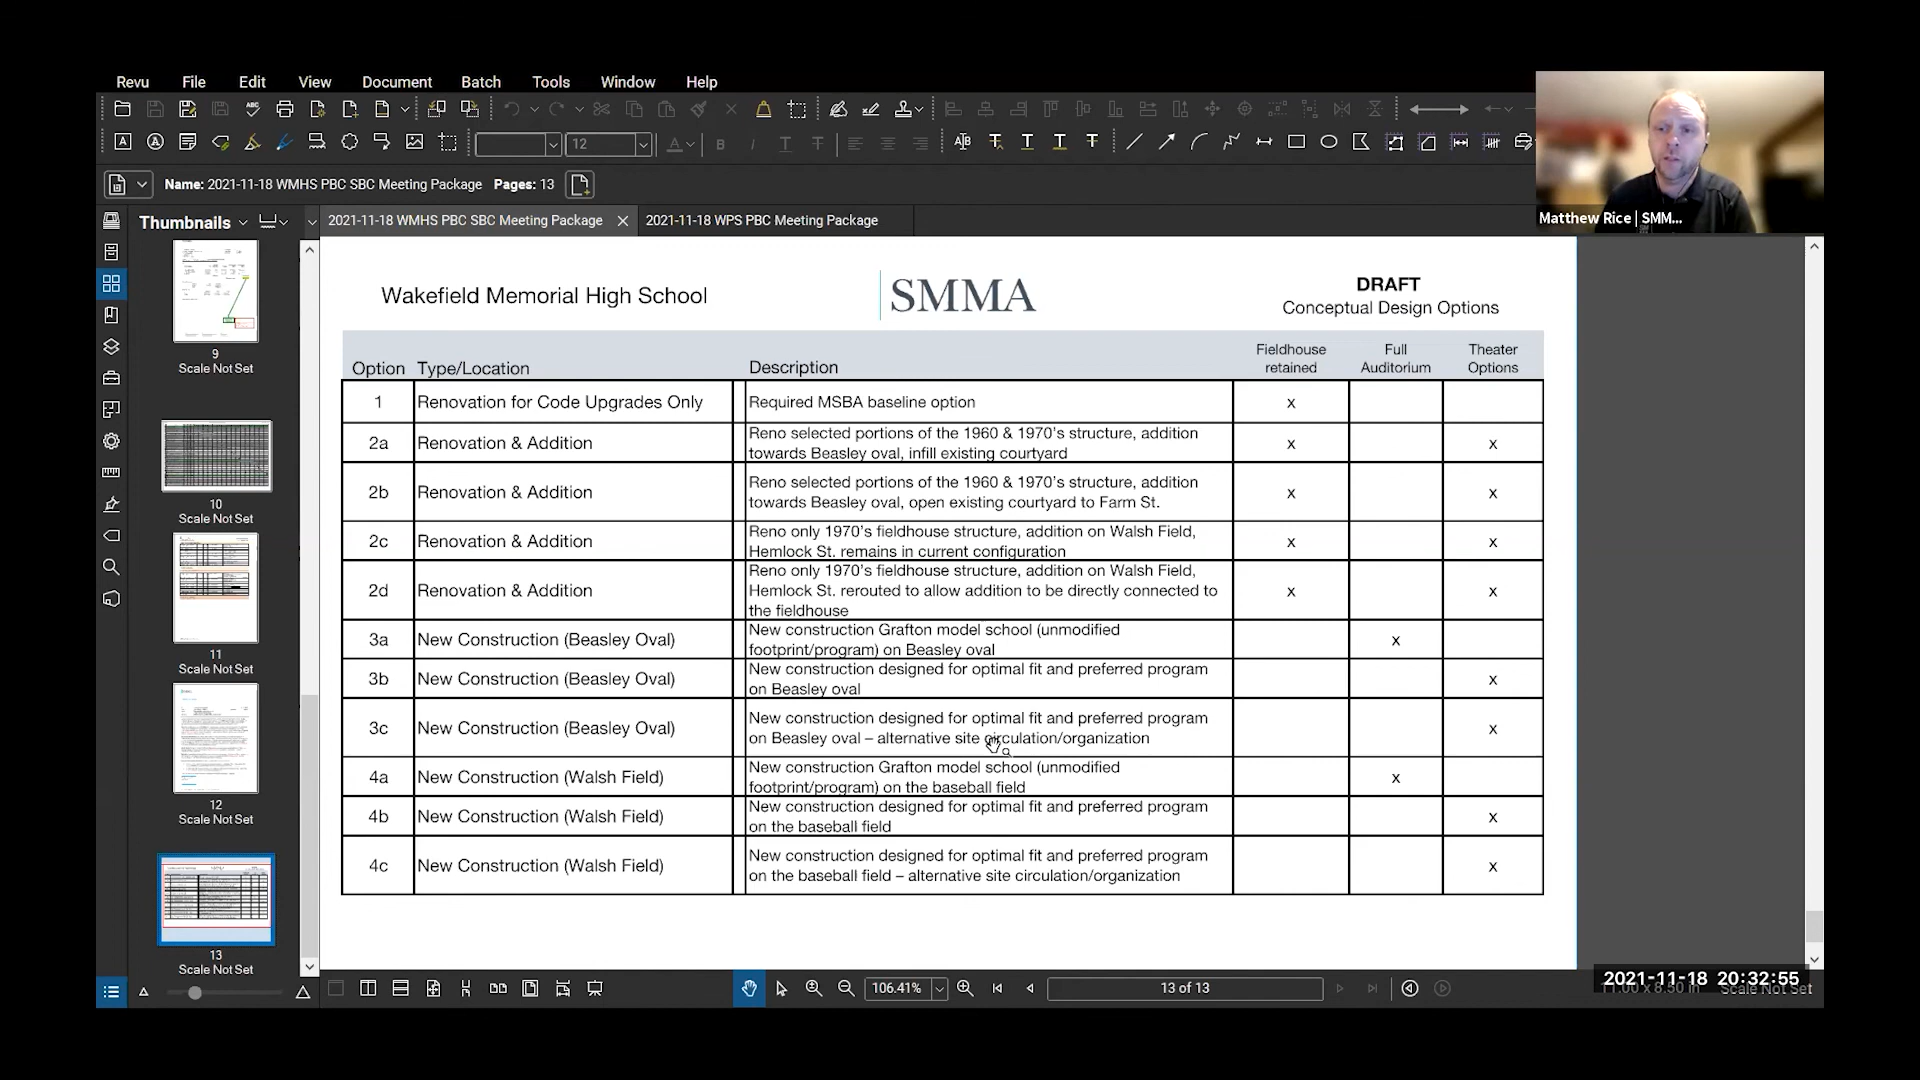 Revu File Edit View Document Batch Tools Window Help
12
Name: 2021-11-18 WMHS PBC SBC Meeting Package Pages: 13
Thumbnails
2021-11-18 WMHS PBC SBC Meeting Package
2021-11-18 WPS PBC Meeting Package
Matthew Rice | SMM...
9
Scale Not Set
10
Scale Not Set
11
Scale Not Set
12
Scale Not Set
13
Scale Not Set
Wakefield Memorial High School
SMMA
DRAFT
Conceptual Design Options
Option Type/Location Description Fieldhouse retained Full Auditorium Theater Options
1 Renovation for Code Upgrades Only Required MSBA baseline option x
2a Renovation & Addition Reno selected portions of the 1960 & 1970's structure, addition
towards Beasley oval, infill existing courtyard x x
2b Renovation & Addition Reno selected portions of the 1960 & 1970's structure, addition
towards Beasley oval, open existing courtyard to Farm St. x x
2c Renovation & Addition Reno only 1970's fieldhouse structure, addition on Walsh Field,
Hemlock St. remains in current configuration x x
2d Renovation & Addition Reno only 1970's fieldhouse structure, addition on Walsh Field,
Hemlock St. rerouted to allow addition to be directly connected to
the fieldhouse x x
3a New Construction (Beasley Oval) New construction Grafton model school (unmodified
footprint/program) on Beasley oval x
3b New Construction (Beasley Oval) New construction designed for optimal fit and preferred program
on Beasley oval x
3c New Construction (Beasley Oval) New construction designed for optimal fit and preferred program
on Beasley oval – alternative site circulation/organization x
4a New Construction (Walsh Field) New construction Grafton model school (unmodified
footprint/program) on the baseball field x
4b New Construction (Walsh Field) New construction designed for optimal fit and preferred program
on the baseball field x
4c New Construction (Walsh Field) New construction designed for optimal fit and preferred program
on the baseball field – alternative site circulation/organization x
106.41%
13 of 13
2021-11-18 20:32:55
11.00 x 8.50 in Scale Not Set